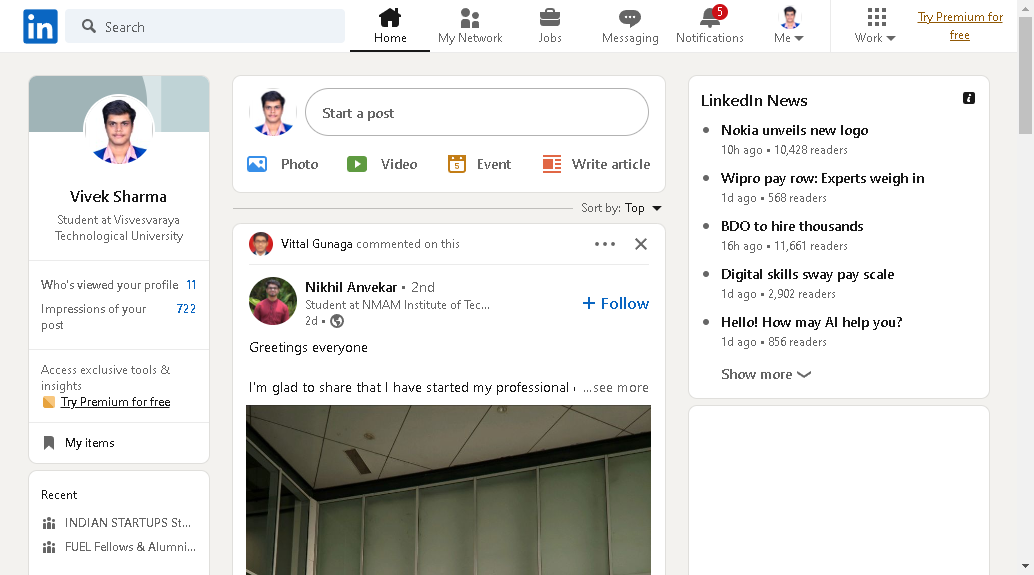 in
Search
Home
My Network
Jobs
Messaging
5
Notifications
Me
Work
Try Premium for
free
Vivek Sharma
Student at Visvesvaraya
Technological University
Who's viewed your profile 11
Impressions of your 722
post
Access exclusive tools &
insights
Try Premium for free
My items
Recent
INDIAN STARTUPS St...
FUEL Fellows & Alumni...
Start a post
Photo
Video
5
Event
Write article
Sort by: Top
Vittal Gunaga commented on this
Nikhil Anvekar • 2nd
Student at NMAM Institute of Tec...
2d •
+ Follow
Greetings everyone
I'm glad to share that I have started my professional ...see more
LinkedIn News
Nokia unveils new logo
10h ago • 10,428 readers
Wipro pay row: Experts weigh in
1d ago • 568 readers
BDO to hire thousands
16h ago • 11,661 readers
Digital skills sway pay scale
1d ago • 2,902 readers
Hello! How may AI help you?
1d ago • 856 readers
Show more